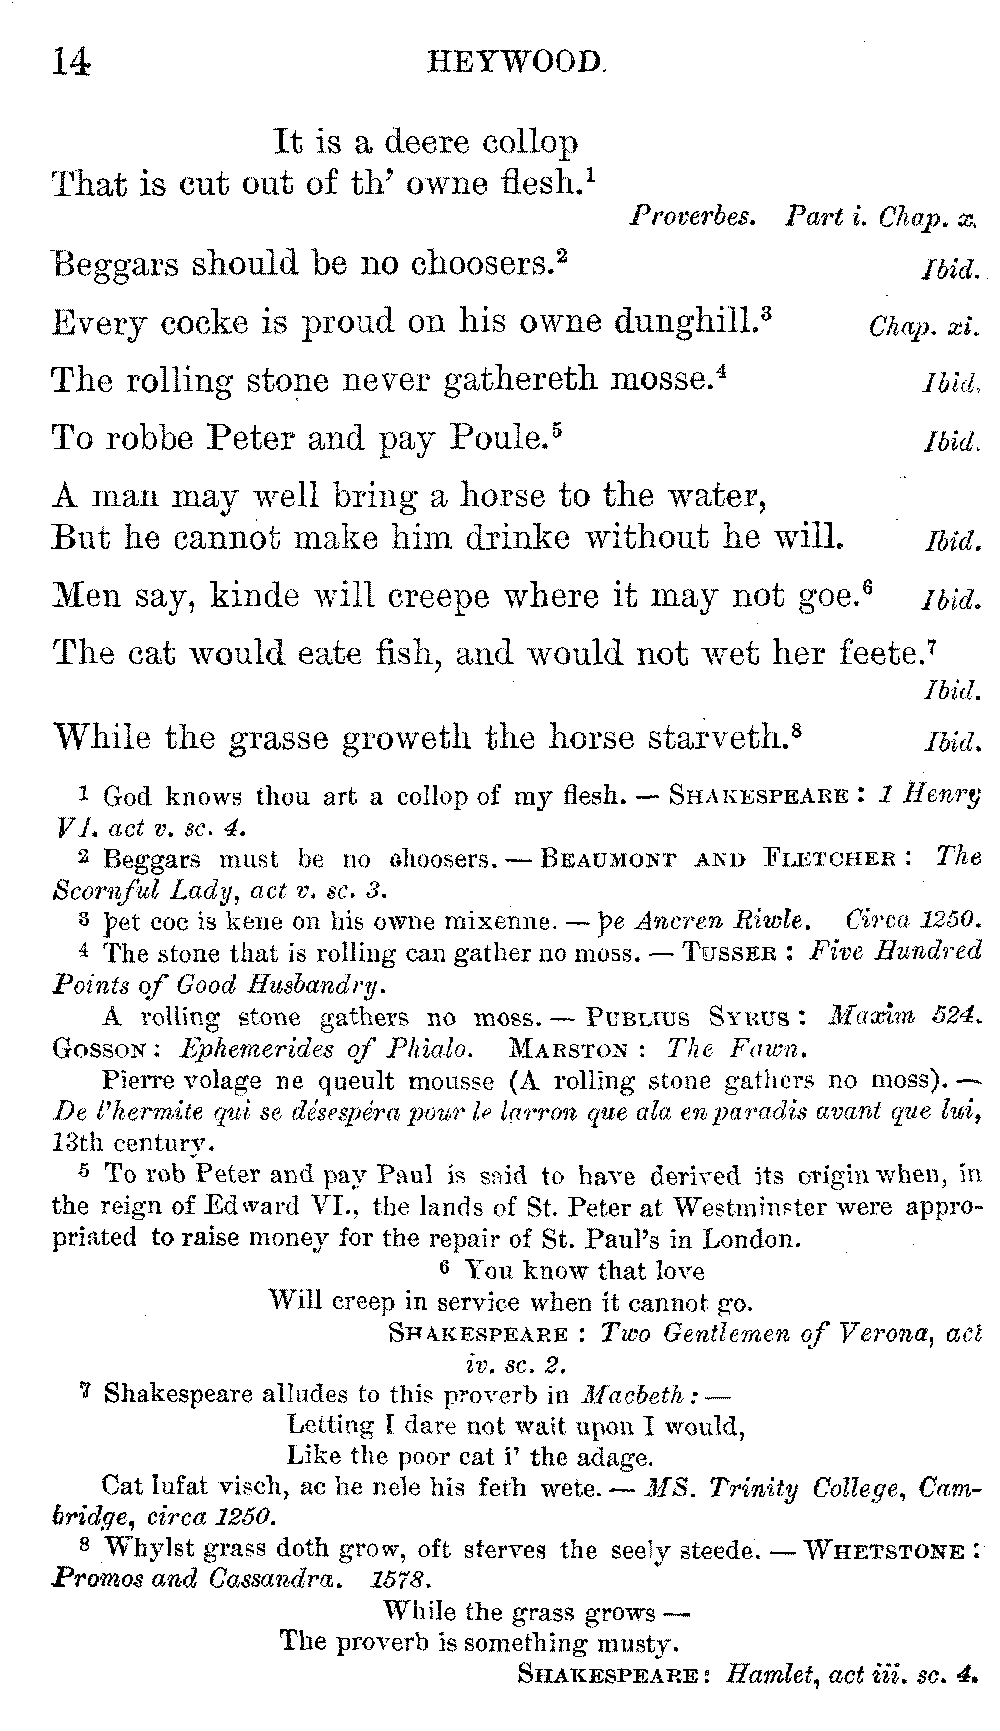 14 HEYWOOD.
It is a deere collop
That is cut out of th' owne flesh.¹
Proverbes. Part i. Chap. x.
Beggars should be no choosers.² Ibid.
Every cocke is proud on his owne dunghill.³ Chap. xi.
The rolling stone never gathereth mosse.⁴ Ibid.
To robbe Peter and pay Poule.⁵ Ibid.
A man may well bring a horse to the water,
But he cannot make him drinke without he will. Ibid.
Men say, kinde will creepe where it may not goe.⁶ Ibid.
The cat would eate fish, and would not wet her feete.⁷
Ibid.
While the grasse groweth the horse starveth.⁸ Ibid.
¹ God knows thou art a collop of my flesh. — SHAKESPEARE: 1 Henry
VI. act v. sc. 4.
² Beggars must be no choosers. — BEAUMONT AND FLETCHER: The
Scornful Lady, act v. sc. 3.
³ þet coc is kene on his owne mixenne. — þe Ancren Riwle. Circa 1250.
⁴ The stone that is rolling can gather no moss. — TUSSER: Five Hundred
Points of Good Husbandry.
A rolling stone gathers no moss. — PUBLIUS SYRUS: Maxim 524.
GOSSON: Ephemerides of Phialo. MARSTON: The Fawn.
Pierre volage ne queult mousse (A rolling stone gathers no moss). —
De l'hermite qui se désespéra pour le larron que ala en paradis avant que lui,
13th century.
⁵ To rob Peter and pay Paul is said to have derived its origin when, in
the reign of Edward VI., the lands of St. Peter at Westminster were appro-
priated to raise money for the repair of St. Paul's in London.
⁶ You know that love
Will creep in service when it cannot go.
SHAKESPEARE: Two Gentlemen of Verona, act
iv. sc. 2.
⁷ Shakespeare alludes to this proverb in Macbeth:—
Letting I dare not wait upon I would,
Like the poor cat i' the adage.
Cat lufat visch, ac he nele his feth wete. — MS. Trinity College, Cam-
bridge, circa 1250.
⁸ Whylst grass doth grow, oft sterves the seely steede. — WHETSTONE:
Promos and Cassandra. 1578.
While the grass grows —
The proverb is something musty.
SHAKESPEARE: Hamlet, act iii. sc. 4.